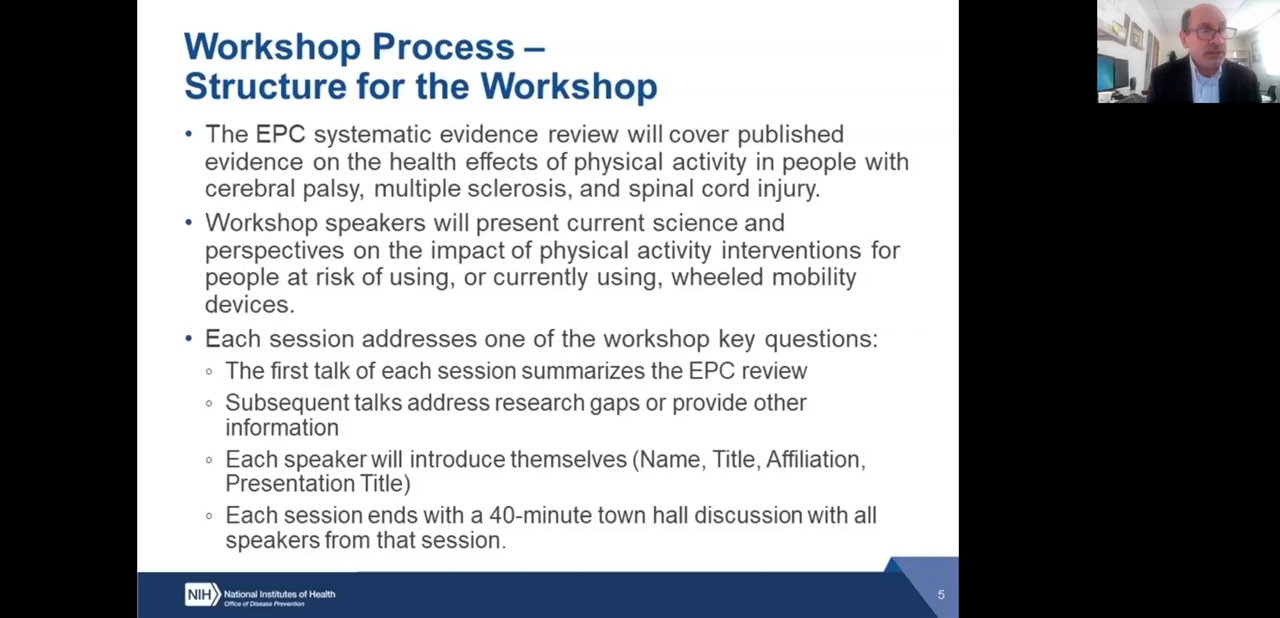 Workshop Process –
Structure for the Workshop
• The EPC systematic evidence review will cover published
evidence on the health effects of physical activity in people with
cerebral palsy, multiple sclerosis, and spinal cord injury.
• Workshop speakers will present current science and
perspectives on the impact of physical activity interventions for
people at risk of using, or currently using, wheeled mobility
devices.
• Each session addresses one of the workshop key questions:
◦ The first talk of each session summarizes the EPC review
◦ Subsequent talks address research gaps or provide other
information
◦ Each speaker will introduce themselves (Name, Title, Affiliation,
Presentation Title)
◦ Each session ends with a 40-minute town hall discussion with all
speakers from that session.
NIH National Institutes of Health
Office of Disease Prevention
5